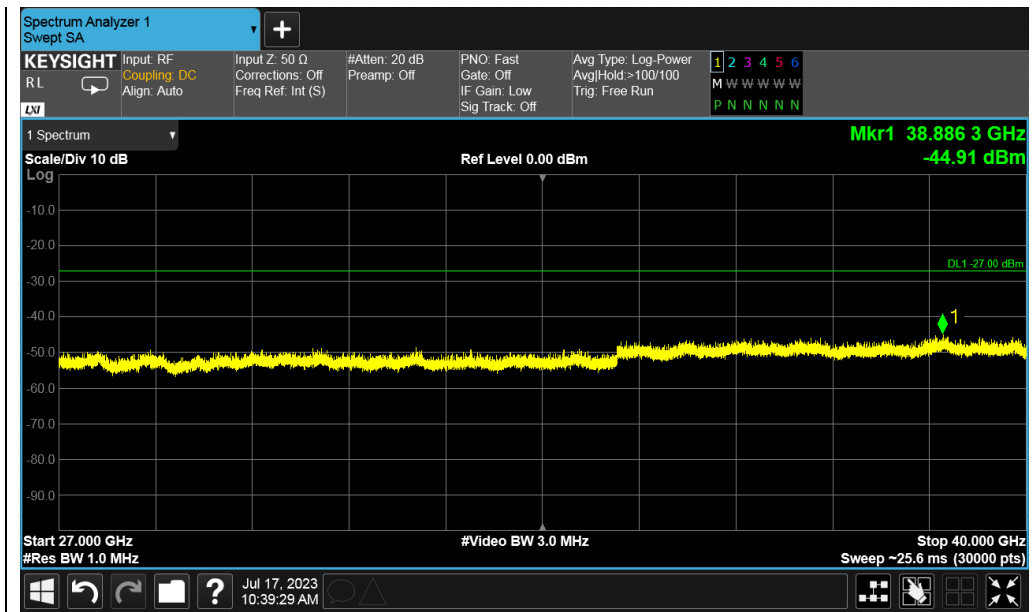 Spectrum Analyzer 1
Swept SA
+
KEYSIGHT
RL
LXI
Input: RF
Coupling: DC
Align: Auto
Input Z: 50 Ω
Corrections: Off
Freq Ref: Int (S)
#Atten: 20 dB
Preamp: Off
PNO: Fast
Gate: Off
IF Gain: Low
Sig Track: Off
Avg Type: Log-Power
Avg|Hold:>100/100
Trig: Free Run
1 2 3 4 5 6
M W W W W W
P N N N N N
1 Spectrum
Mkr1 38.886 3 GHz
Scale/Div 10 dB
Ref Level 0.00 dBm
-44.91 dBm
Log
-10.0
-20.0
DL1 -27.00 dBm
-30.0
-40.0
1
-50.0
-60.0
-70.0
-80.0
-90.0
Start 27.000 GHz
#Video BW 3.0 MHz
Stop 40.000 GHz
#Res BW 1.0 MHz
Sweep ~25.6 ms (30000 pts)
?
Jul 17, 2023
10:39:29 AM